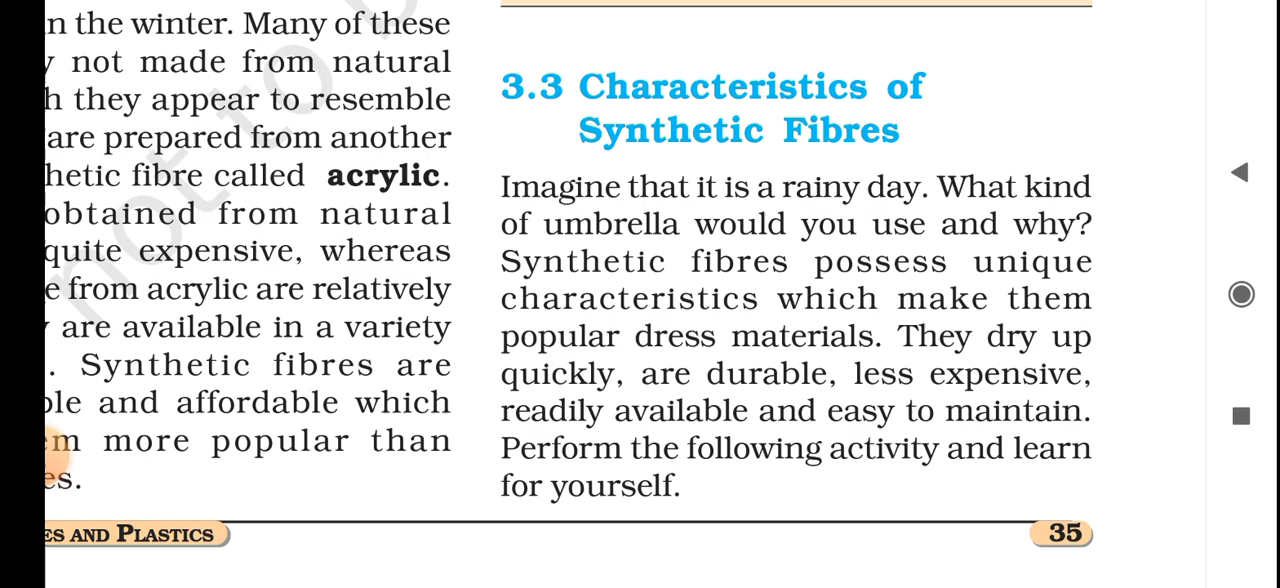 n the winter. Many of these
not made from natural
h they appear to resemble
are prepared from another
hetic fibre called acrylic.
obtained from natural
quite expensive, whereas
e from acrylic are relatively
are available in a variety
. Synthetic fibres are
ble and affordable which
em more popular than
es.
ES AND PLASTICS
not to b
3.3 Characteristics of
Synthetic Fibres
Imagine that it is a rainy day. What kind
of umbrella would you use and why?
Synthetic fibres possess unique
characteristics which make them
popular dress materials. They dry up
quickly, are durable, less expensive,
readily available and easy to maintain.
Perform the following activity and learn
for yourself.
35